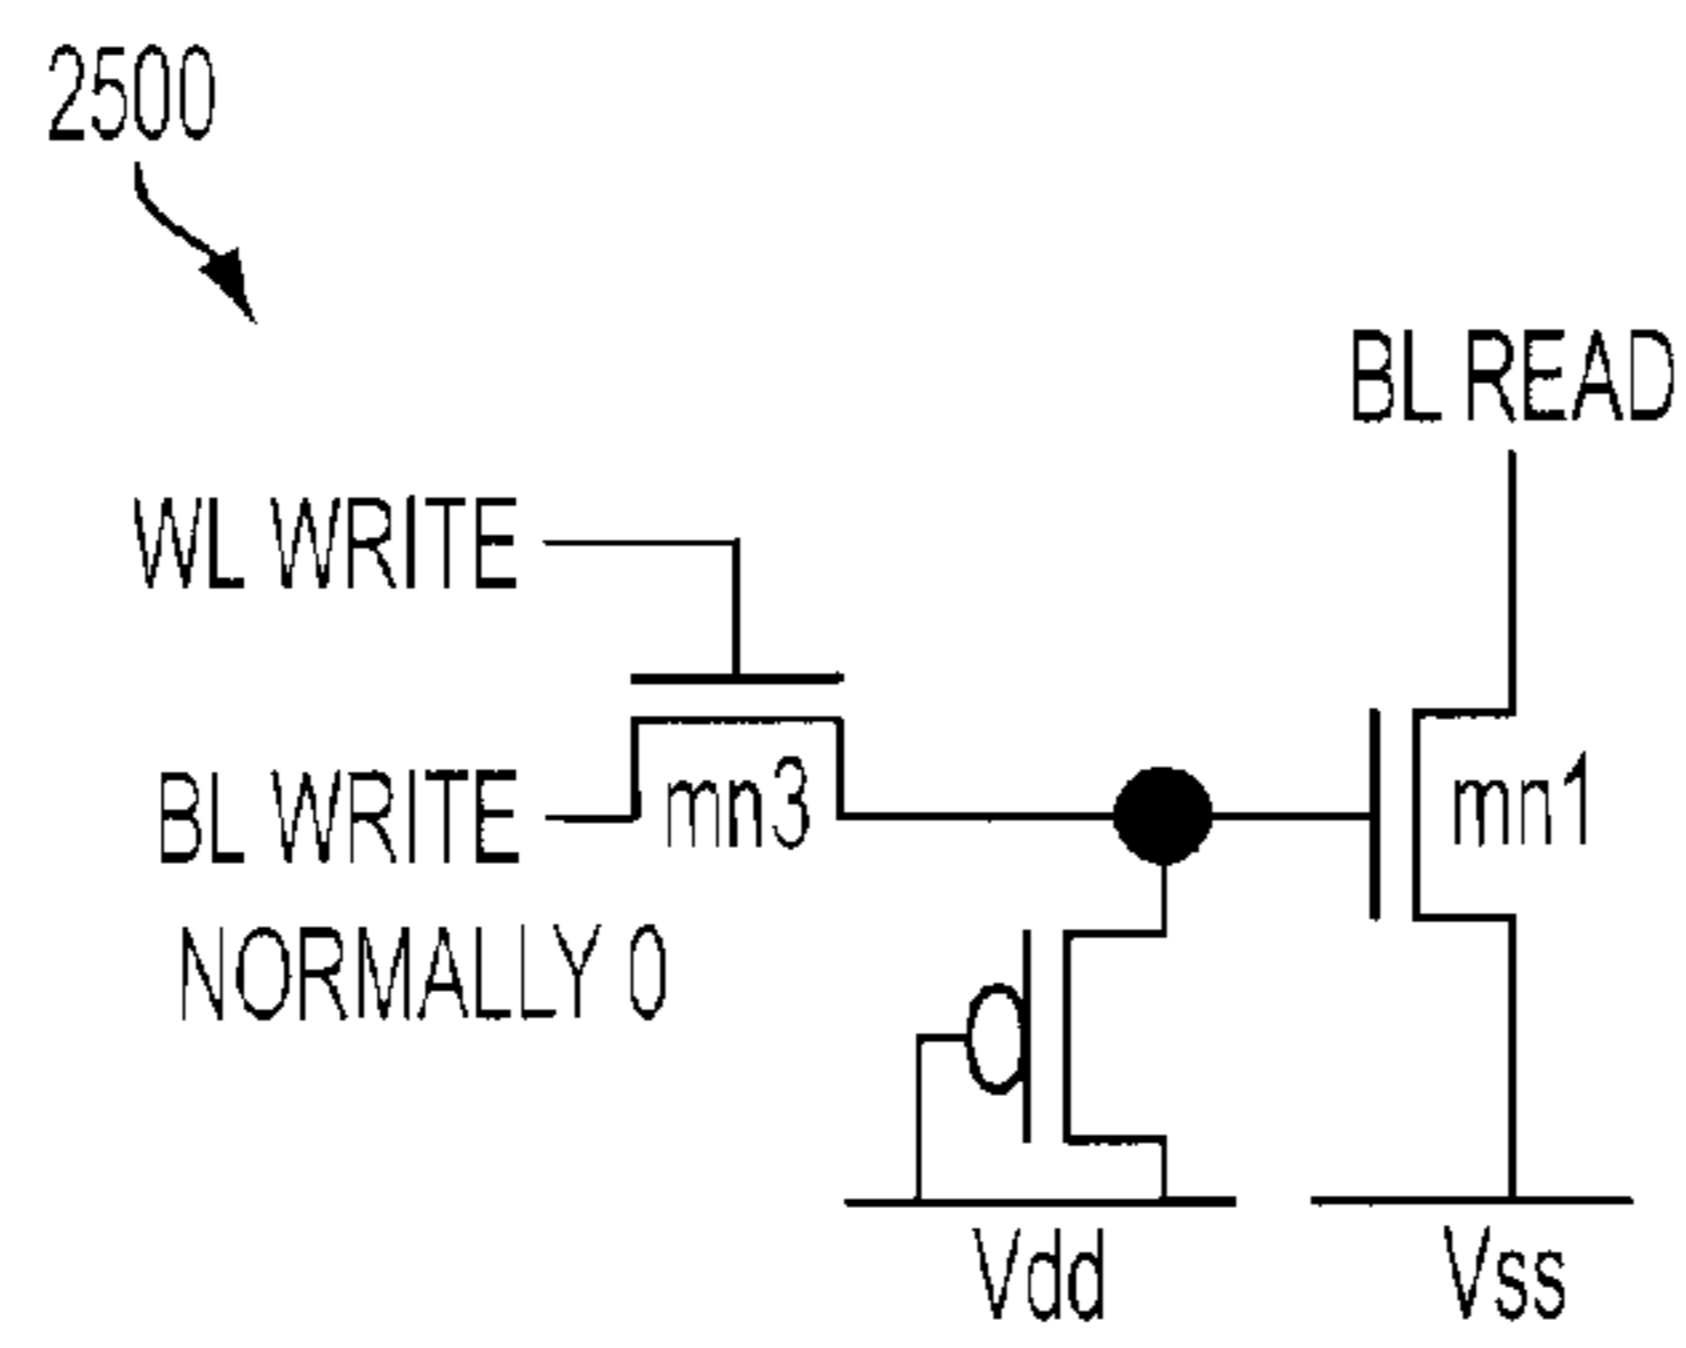 2500
BL READ
WL WRITE
BL WRITE
NORMALLY 0
mn3
mn1
Vdd
Vss